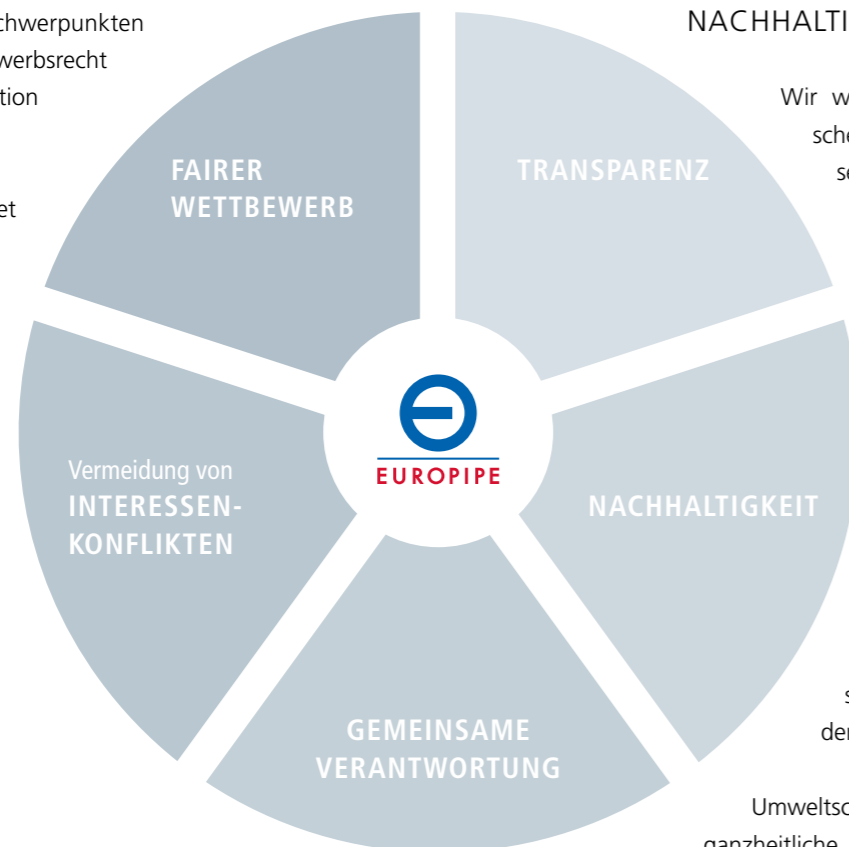 chwerpunkten
werbsrecht
tion
et
NACHHALTI
Wir w
sche
se
FAIRER
WETTBEWERB
TRANSPARENZ
EUROPIPE
Vermeidung von
INTERESSEN-
KONFLIKTEN
NACHHALTIGKEIT
GEMEINSAME
VERANTWORTUNG
s
der
Umweltsc
ganzheitliche